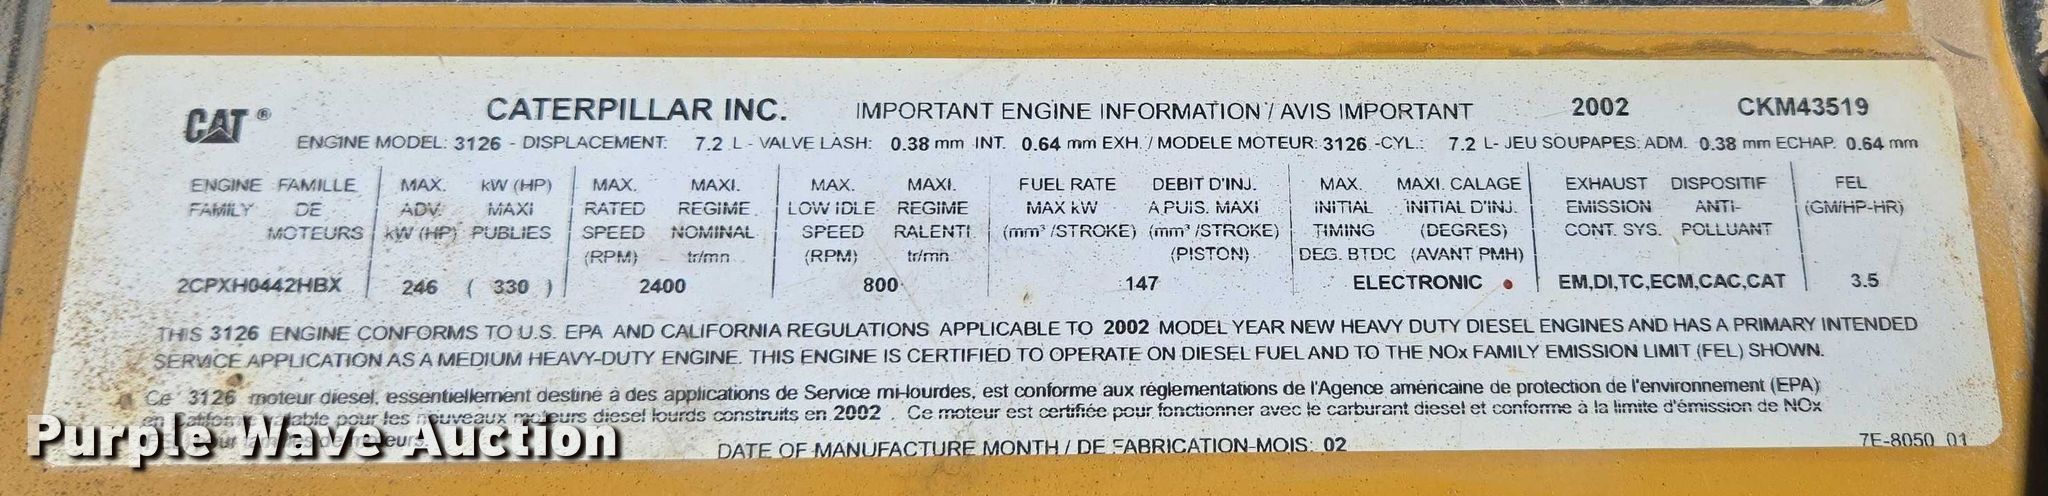 CAT ® CATERPILLAR INC. IMPORTANT ENGINE INFORMATION / AVIS IMPORTANT 2002 CKM43519
ENGINE MODEL: 3126 - DISPLACEMENT: 7.2 L - VALVE LASH: 0.38 mm INT. 0.64 mm EXH. / MODELE MOTEUR: 3126 -CYL.: 7.2 L- JEU SOUPAPES: ADM. 0.38 mm ECHAP. 0.64 mm
ENGINE FAMILLE MAX. kW (HP) MAX. MAXI. MAX. MAXI. FUEL RATE DEBIT D'INJ. MAX. MAXI. CALAGE EXHAUST DISPOSITIF FEL
FAMILY DE ADV. MAXI RATED REGIME LOW IDLE REGIME MAX kW A PUIS. MAXI INITIAL INITIAL D'INJ. EMISSION ANTI- (GM/HP-HR)
MOTEURS kW (HP) PUBLIES SPEED NOMINAL SPEED RALENTI (mm³ /STROKE) (mm³ /STROKE) TIMING (DEGRES) CONT. SYS. POLLUANT
(RPM) tr/mn (RPM) tr/mn (PISTON) DEG. BTDC (AVANT PMH)
2CPXH0442HBX 246 ( 330 ) 2400 800 147 ELECTRONIC EM,DI,TC,ECM,CAC,CAT 3.5
THIS 3126 ENGINE CONFORMS TO U.S. EPA AND CALIFORNIA REGULATIONS APPLICABLE TO 2002 MODEL YEAR NEW HEAVY DUTY DIESEL ENGINES AND HAS A PRIMARY INTENDED
SERVICE APPLICATION AS A MEDIUM HEAVY-DUTY ENGINE. THIS ENGINE IS CERTIFIED TO OPERATE ON DIESEL FUEL AND TO THE NOx FAMILY EMISSION LIMIT (FEL) SHOWN.
Ce 3126 moteur diesel, essentiellement destiné à des applications de Service mi-lourdes, est conforme aux réglementations de l'Agence américaine de protection de l'environnement (EPA)
en pour les nouveaux moteurs diesel lourds construits en 2002 . Ce moteur est certifiée pour fonctionner avec le carburant diesel et conforme à la limite d'émission de NOx
de moteurs.
DATE OF MANUFACTURE MONTH / DE FABRICATION-MOIS: 02 7E-8050 01
Purple Wave Auction